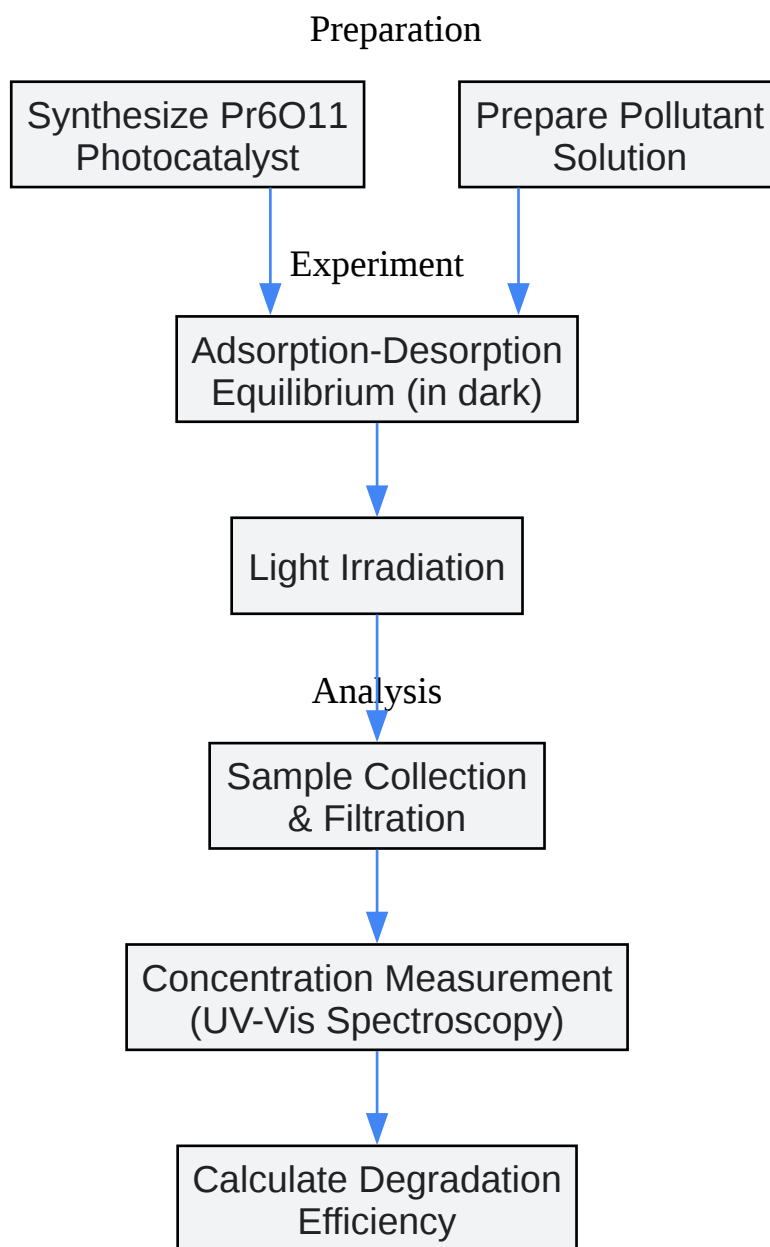 Preparation
Synthesize Pr6O11
Photocatalyst
Prepare Pollutant
Solution
Experiment
Adsorption-Desorption
Equilibrium (in dark)
Light Irradiation
Analysis
Sample Collection
& Filtration
Concentration Measurement
(UV-Vis Spectroscopy)
Calculate Degradation
Efficiency